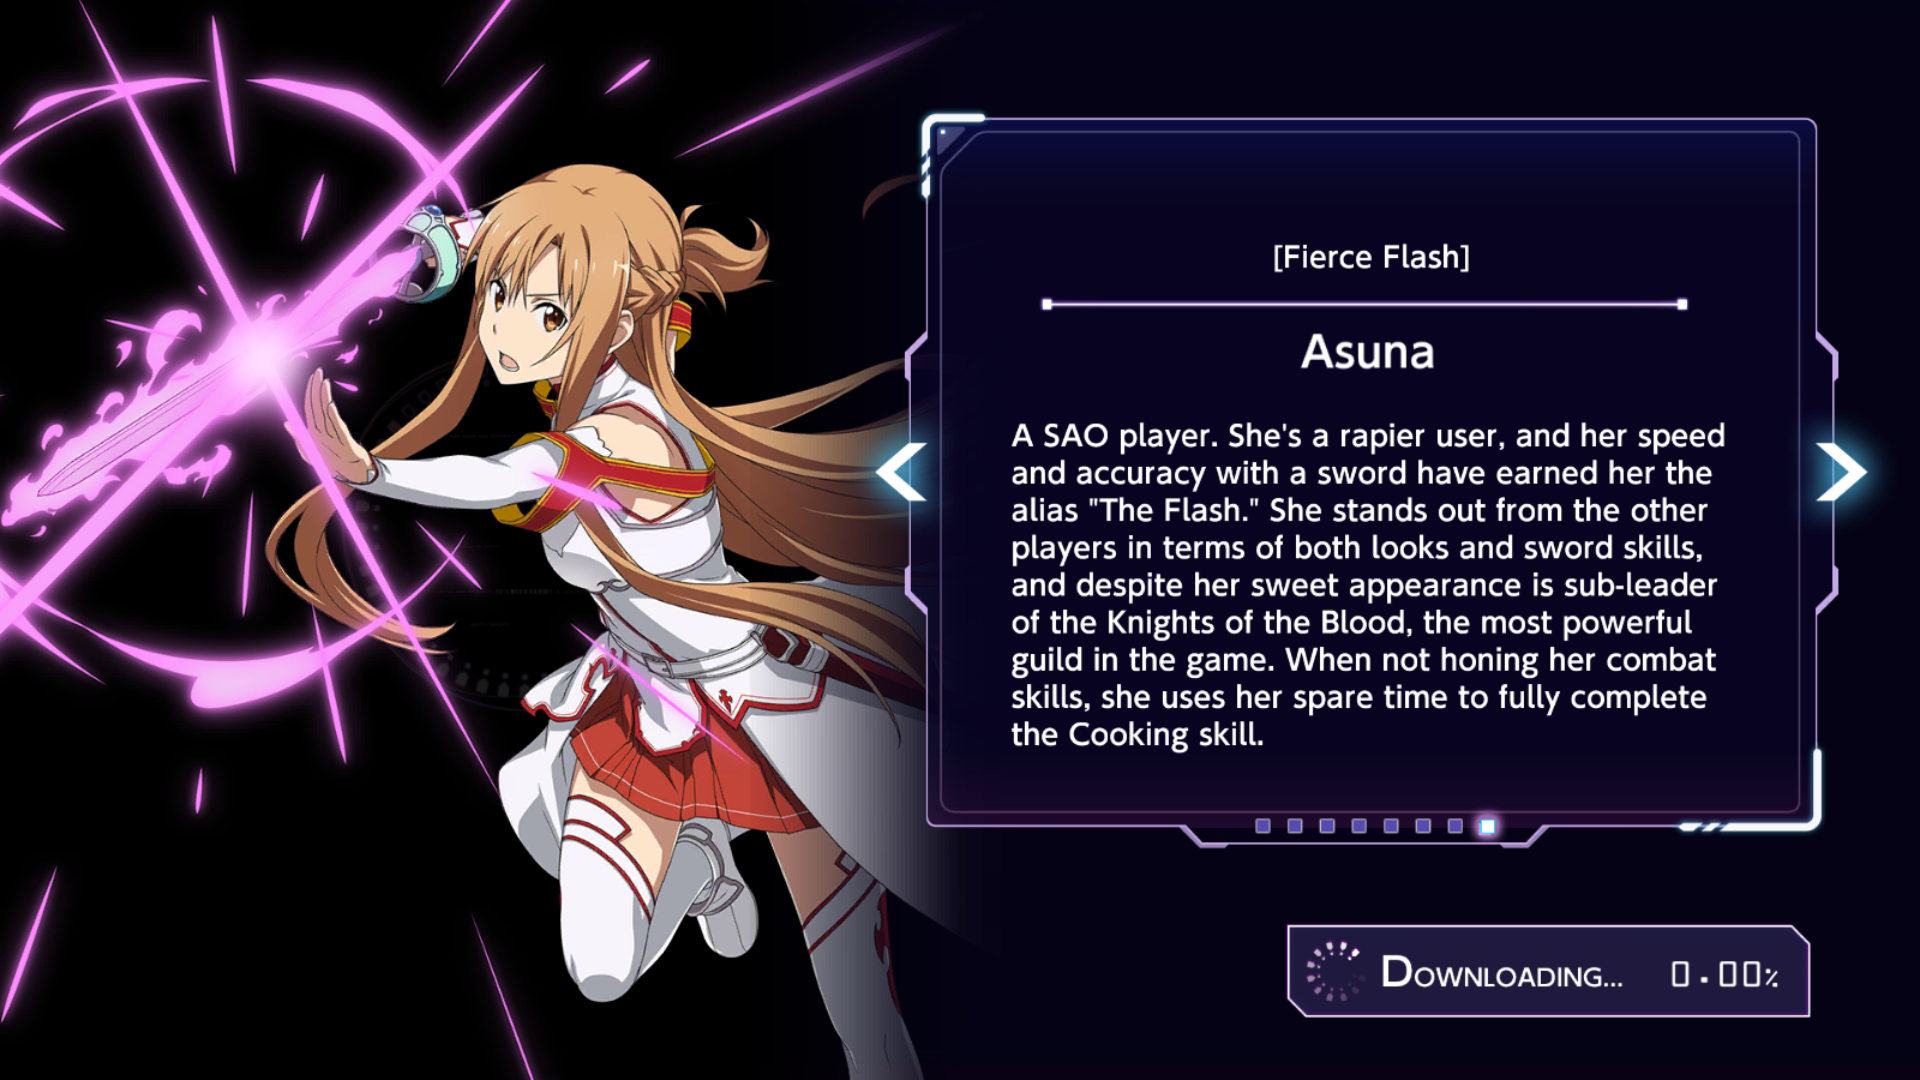 [Fierce Flash]
Asuna
A SAO player. She's a rapier user, and her speed
and accuracy with a sword have earned her the
alias "The Flash." She stands out from the other
players in terms of both looks and sword skills,
and despite her sweet appearance is sub-leader
of the Knights of the Blood, the most powerful
guild in the game. When not honing her combat
skills, she uses her spare time to fully complete
the Cooking skill.
Downloading... 0.00%